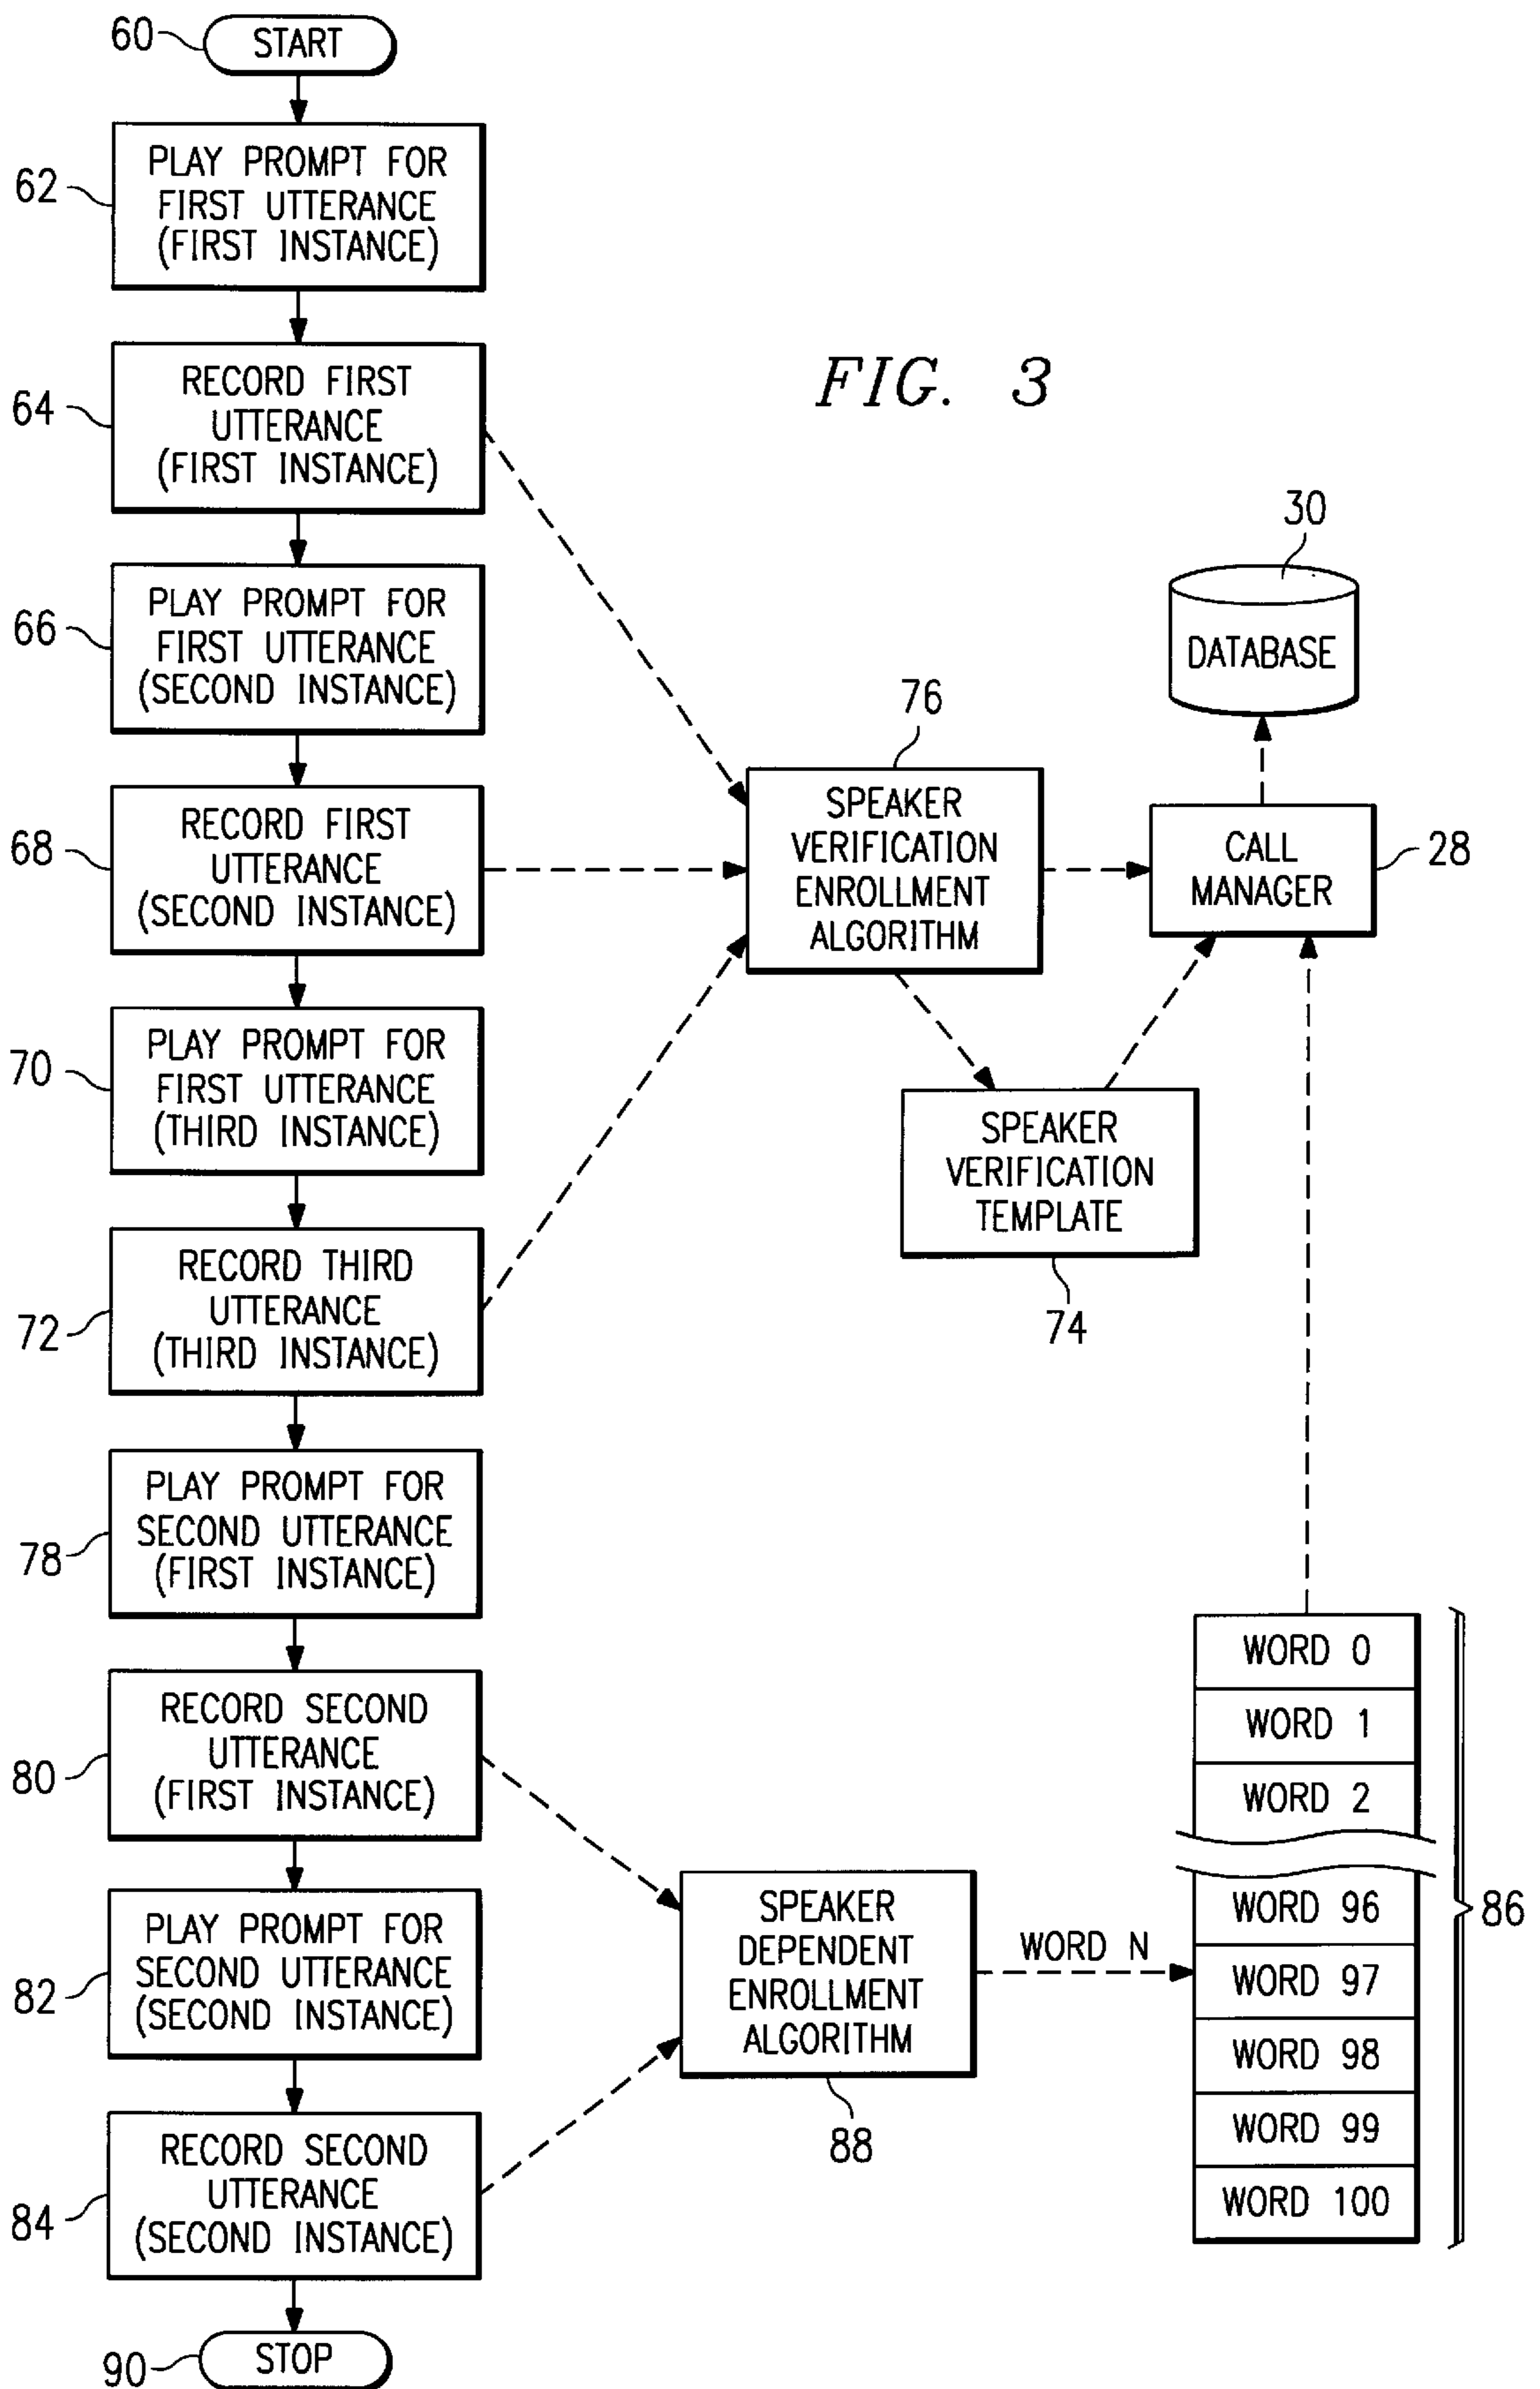 60
START
62
PLAY PROMPT FOR
FIRST UTTERANCE
(FIRST INSTANCE)
64
RECORD FIRST
UTTERANCE
(FIRST INSTANCE)
FIG. 3
66
PLAY PROMPT FOR
FIRST UTTERANCE
(SECOND INSTANCE)
30
DATABASE
68
RECORD FIRST
UTTERANCE
(SECOND INSTANCE)
76
SPEAKER
VERIFICATION
ENROLLMENT
ALGORITHM
CALL
MANAGER
28
70
PLAY PROMPT FOR
FIRST UTTERANCE
(THIRD INSTANCE)
SPEAKER
VERIFICATION
TEMPLATE
74
72
RECORD THIRD
UTTERANCE
(THIRD INSTANCE)
78
PLAY PROMPT FOR
SECOND UTTERANCE
(FIRST INSTANCE)
80
RECORD SECOND
UTTERANCE
(FIRST INSTANCE)
82
PLAY PROMPT FOR
SECOND UTTERANCE
(SECOND INSTANCE)
SPEAKER
DEPENDENT
ENROLLMENT
ALGORITHM
88
WORD N
WORD 0
WORD 1
WORD 2
WORD 96
WORD 97
WORD 98
WORD 99
WORD 100
86
84
RECORD SECOND
UTTERANCE
(SECOND INSTANCE)
90
STOP